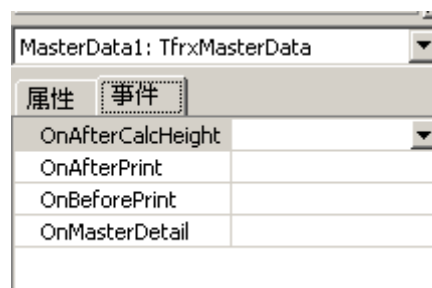 MasterData1: TfrxMasterData
属性 事件
OnAfterCalcHeight
OnAfterPrint
OnBeforePrint
OnMasterDetail